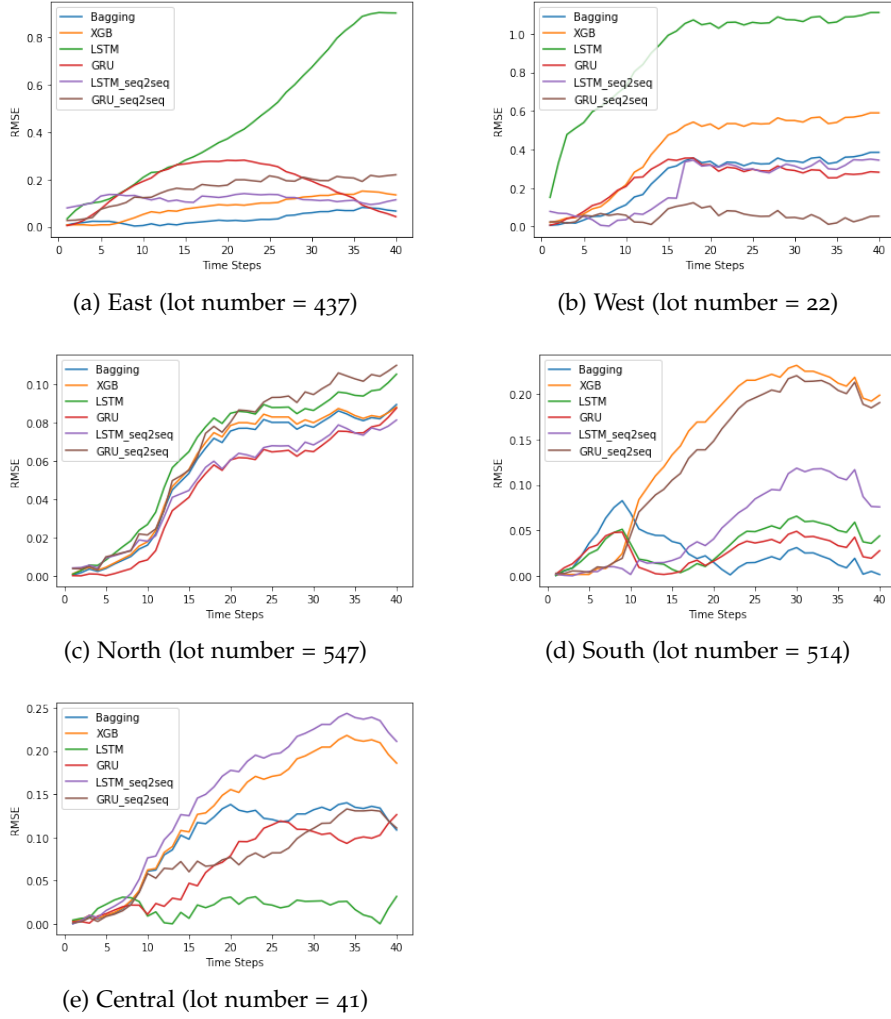 Bagging
XGB
LSTM
GRU
LSTM_seq2seq
GRU_seq2seq
RMSE
0.8
0.6
0.4
0.2
0.0
0 5 10 15 20 25 30 35 40
Time Steps
(a) East (lot number = 437)
Bagging
XGB
LSTM
GRU
LSTM_seq2seq
GRU_seq2seq
RMSE
1.0
0.8
0.6
0.4
0.2
0.0
0 5 10 15 20 25 30 35 40
Time Steps
(b) West (lot number = 22)
Bagging
XGB
LSTM
GRU
LSTM_seq2seq
GRU_seq2seq
RMSE
0.10
0.08
0.06
0.04
0.02
0.00
0 5 10 15 20 25 30 35 40
Time Steps
(c) North (lot number = 547)
Bagging
XGB
LSTM
GRU
LSTM_seq2seq
GRU_seq2seq
RMSE
0.20
0.15
0.10
0.05
0.00
0 5 10 15 20 25 30 35 40
Time Steps
(d) South (lot number = 514)
Bagging
XGB
LSTM
GRU
LSTM_seq2seq
GRU_seq2seq
RMSE
0.25
0.20
0.15
0.10
0.05
0.00
0 5 10 15 20 25 30 35 40
Time Steps
(e) Central (lot number = 41)